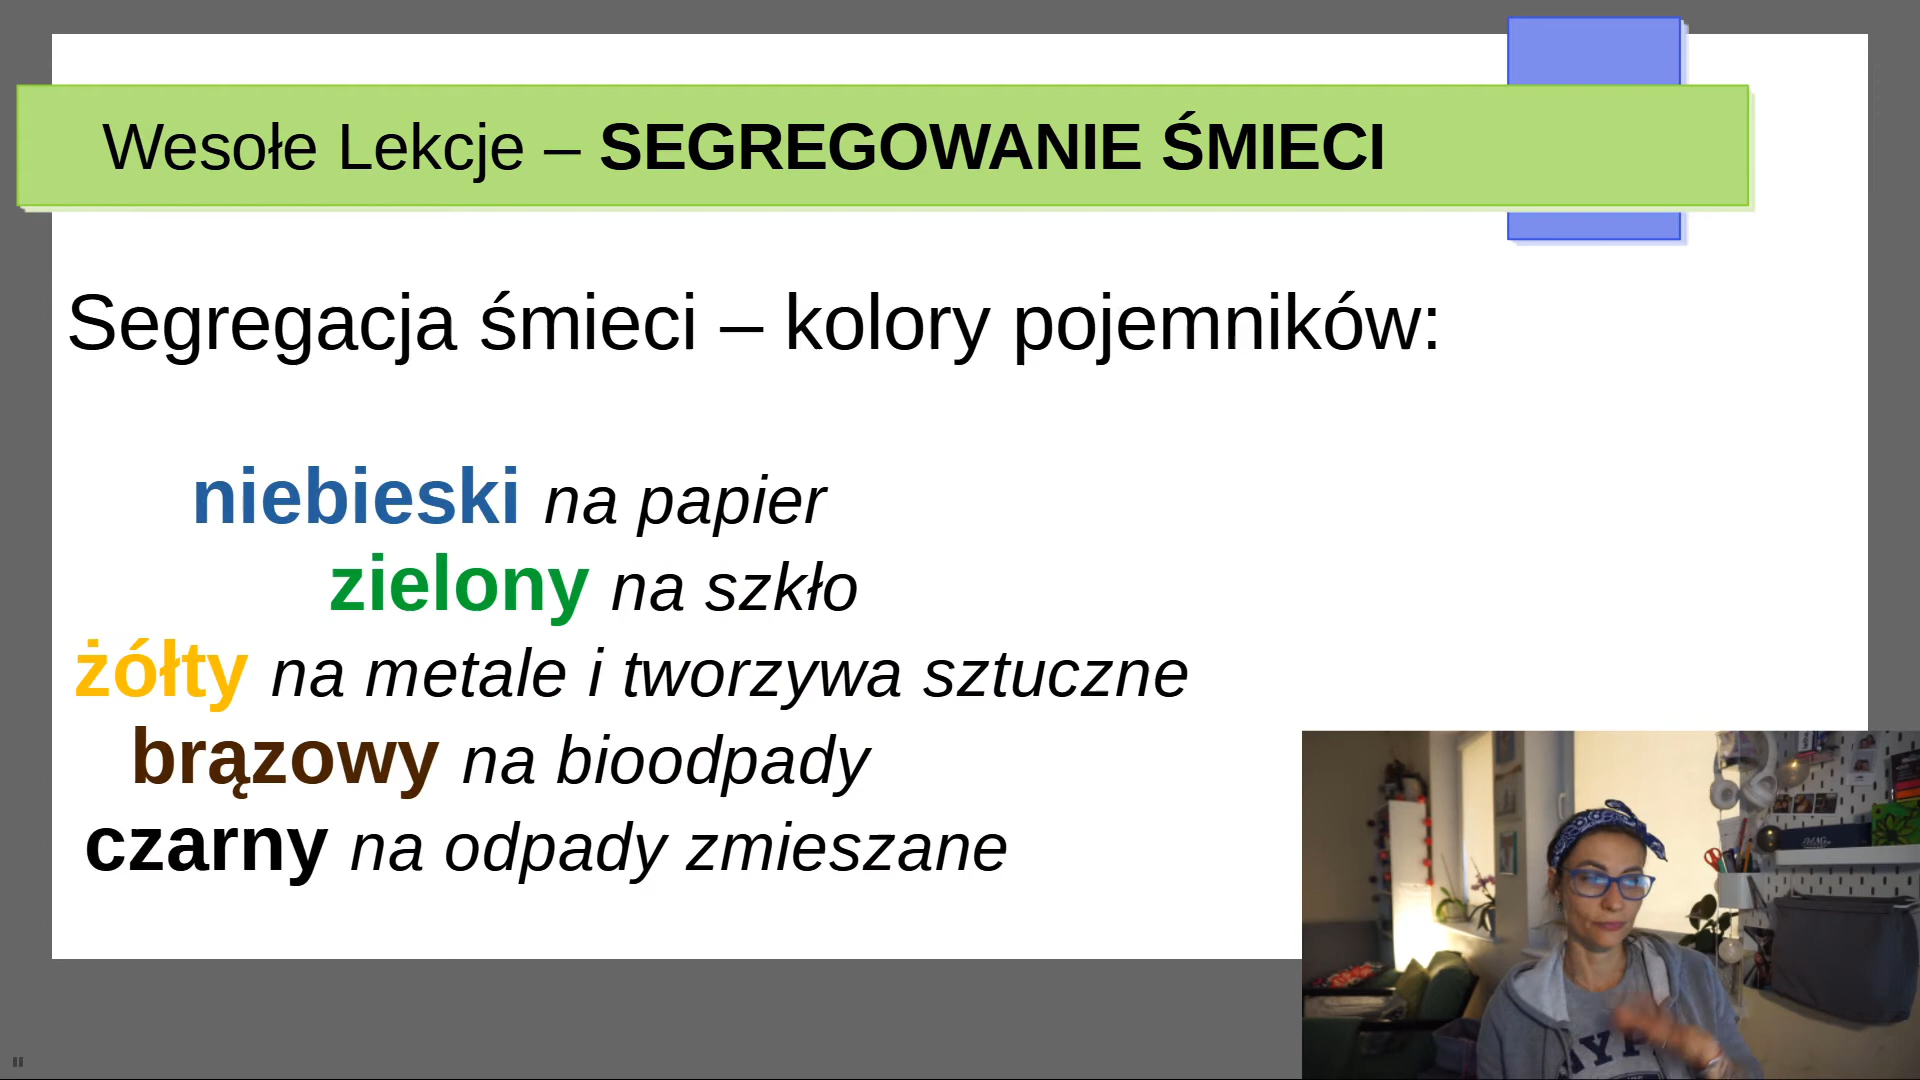 Wesołe Lekcje – SEGREGOWANIE ŚMIECI
Segregacja śmieci – kolory pojemników:
niebieski na papier
zielony na szkło
żółty na metale i tworzywa sztuczne
brązowy na bioodpady
czarny na odpady zmieszane